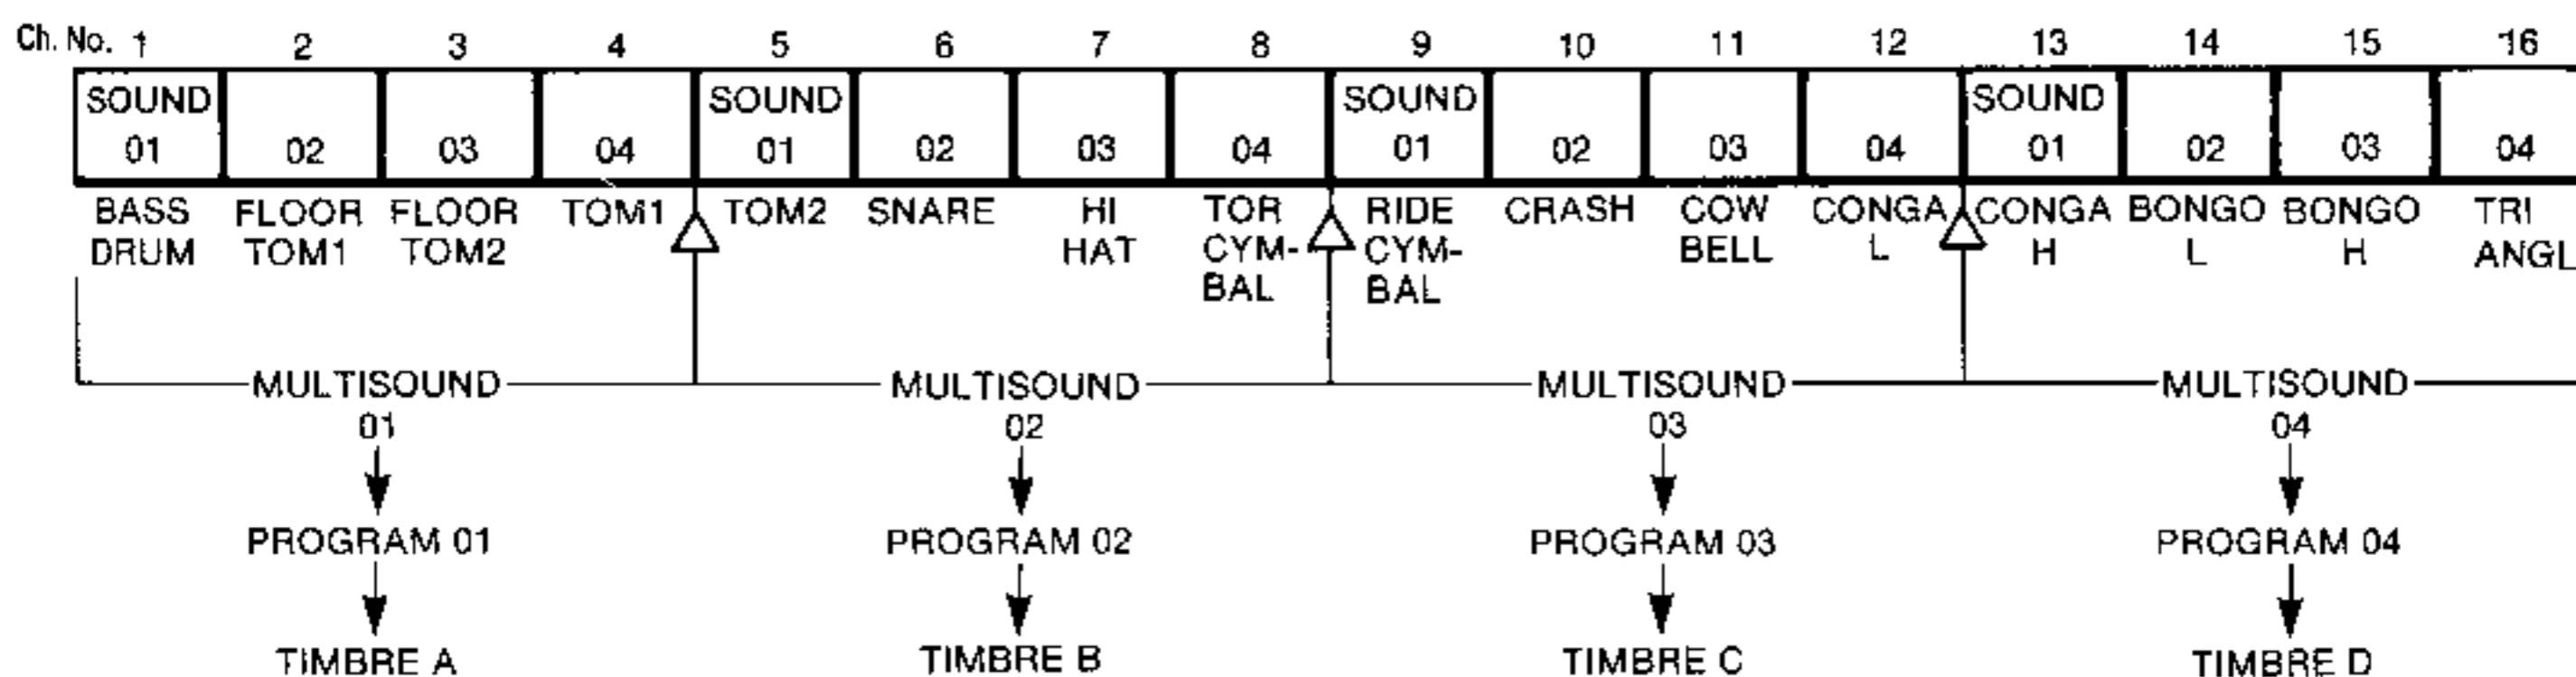 Ch. No. 1 2 3 4 5 6 7 8 9 10 11 12 13 14 15 16
SOUND SOUND SOUND SOUND
01 02 03 04 01 02 03 04 01 02 03 04 01 02 03 04
BASS FLOOR FLOOR TOM1 TOM2 SNARE HI TOR RIDE CRASH COW CONGA CONGA BONGO BONGO TRI
DRUM TOM1 TOM2 HAT CYM- CYM- BELL L H L H ANGL
BAL BAL
MULTISOUND MULTISOUND MULTISOUND MULTISOUND
01 02 03 04
PROGRAM 01 PROGRAM 02 PROGRAM 03 PROGRAM 04
TIMBRE A TIMBRE B TIMBRE C TIMBRE D